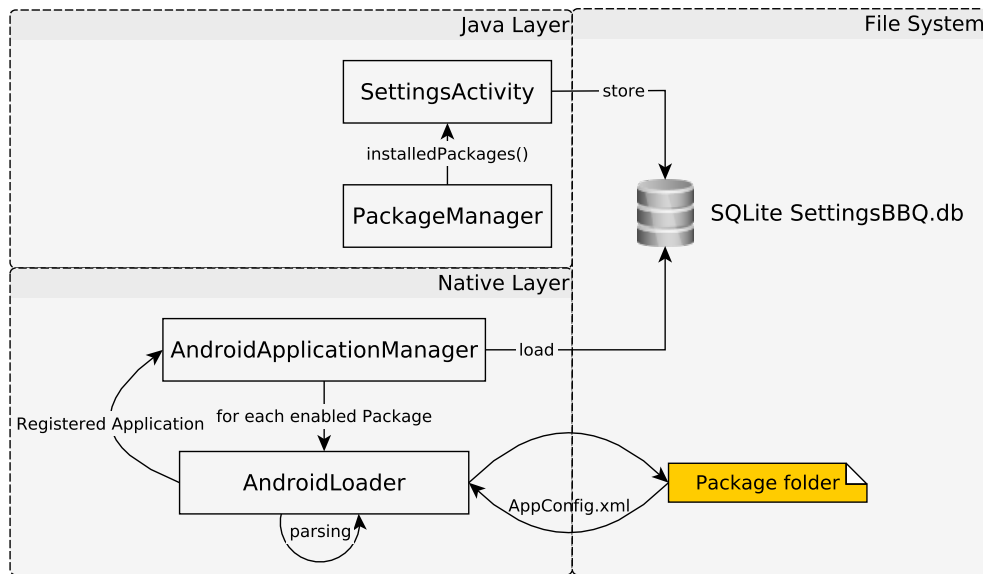 Java Layer
File System
SettingsActivity
store
installedPackages()
PackageManager
SQLite SettingsBBQ.db
Native Layer
AndroidApplicationManager
load
Registered Application
for each enabled Package
AndroidLoader
Package folder
AppConfig.xml
parsing